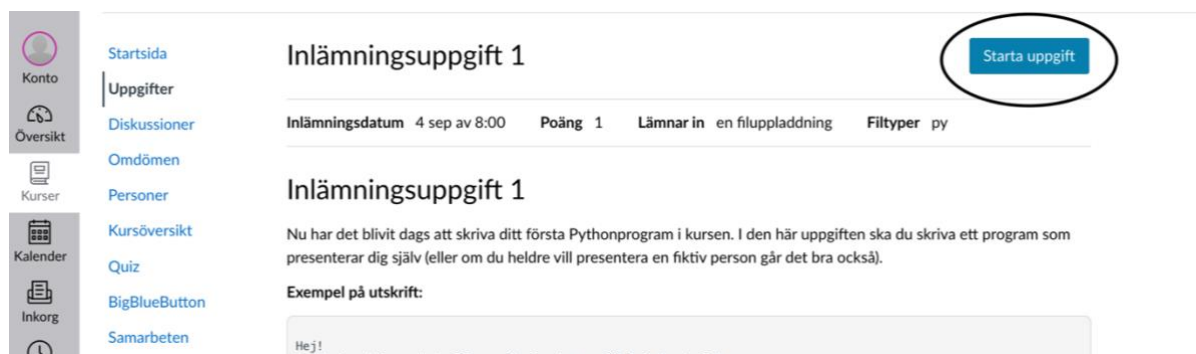 Konto
Översikt
Kurser
Kalender
Inkorg
Startsida
Uppgifter
Diskussioner
Omdömen
Personer
Kursöversikt
Quiz
BigBlueButton
Samarbeten
Inlämningsuppgift 1
Starta uppgift
Inlämningsdatum 4 sep av 8:00 Poäng 1 Lämnar in en filuppladdning Filtyper py
Inlämningsuppgift 1
Nu har det blivit dags att skriva ditt första Pythonprogram i kursen. I den här uppgiften ska du skriva ett program som
presenterar dig själv (eller om du heldre vill presentera en fiktiv person går det bra också).
Exempel på utskrift:
Hej!